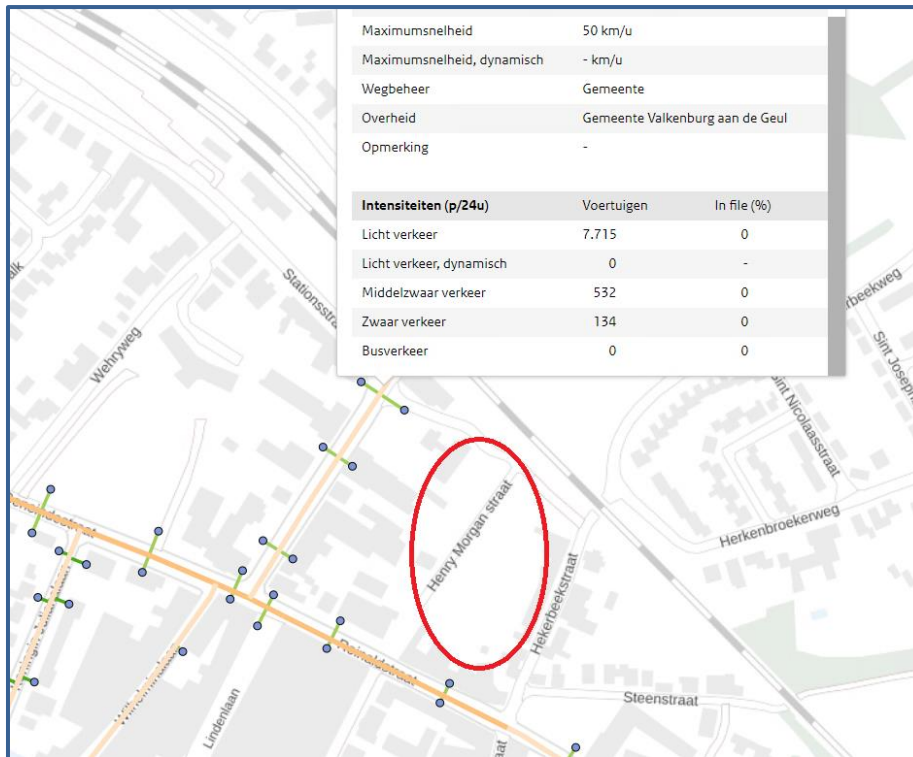 Maximumsnelheid 50 km/u
Maximumsnelheid, dynamisch - km/u
Wegbeheer Gemeente
Overheid Gemeente Valkenburg aan de Geul
Opmerking -
Intensiteiten (p/24u) Voertuigen In file (%)
Licht verkeer 7.715 0
Licht verkeer, dynamisch 0 -
Middelzwaar verkeer 532 0
Zwaar verkeer 134 0
Busverkeer 0 0
Wehryweg
Sint Nicolaasstraat
Henry Morgan straat
Herkenbroekerweg
Hekerbeekstraat
Reinaldstraat
Steenstraat
Lindenlaan